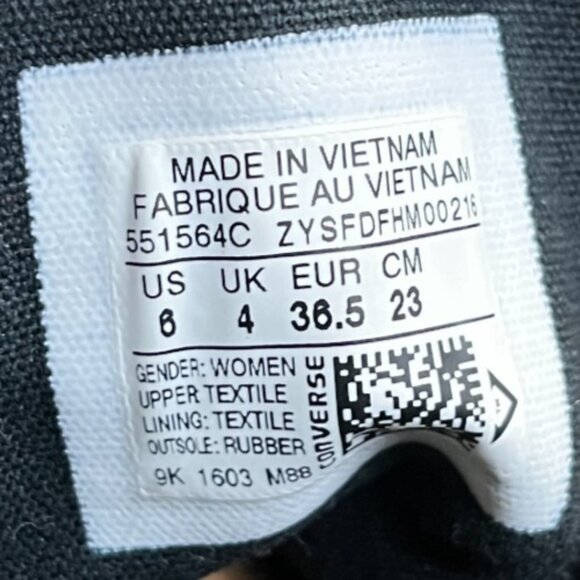 MADE IN VIETNAM
FABRIQUE AU VIETNAM
551564C ZYSFDFHM00216
US UK EUR CM
6 4 36.5 23
GENDER: WOMEN
UPPER TEXTILE
LINING: TEXTILE
OUTSOLE: RUBBER
9K 1603 M88
CONVERSE